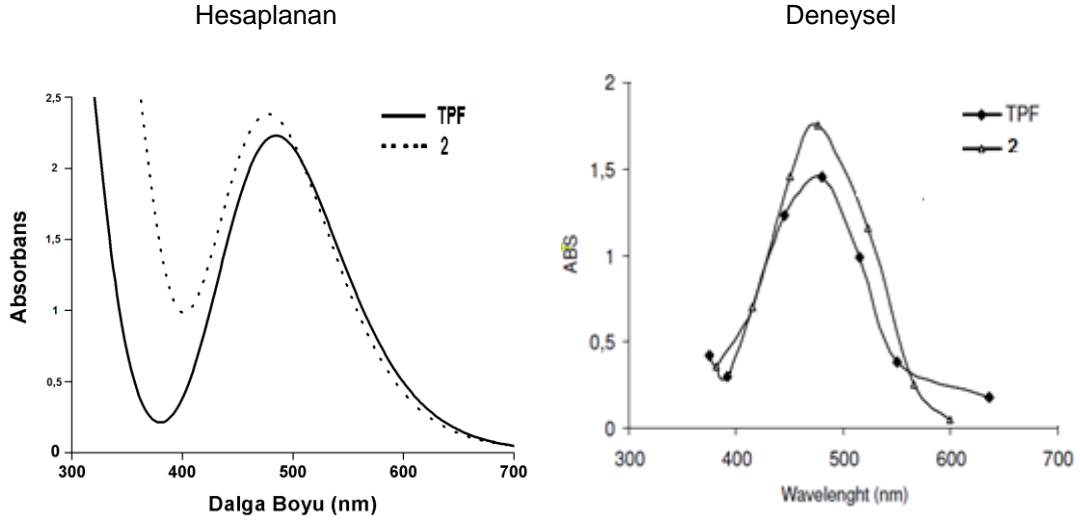 Hesaplanan
2,5
2
1,5
1
0,5
0
300
400
500
600
700
Absorbans
Dalga Boyu (nm)
TPF
2
Deneysel
2
1,5
1
0,5
0
300
400
500
600
700
ABS
Wavelenght (nm)
TPF
2